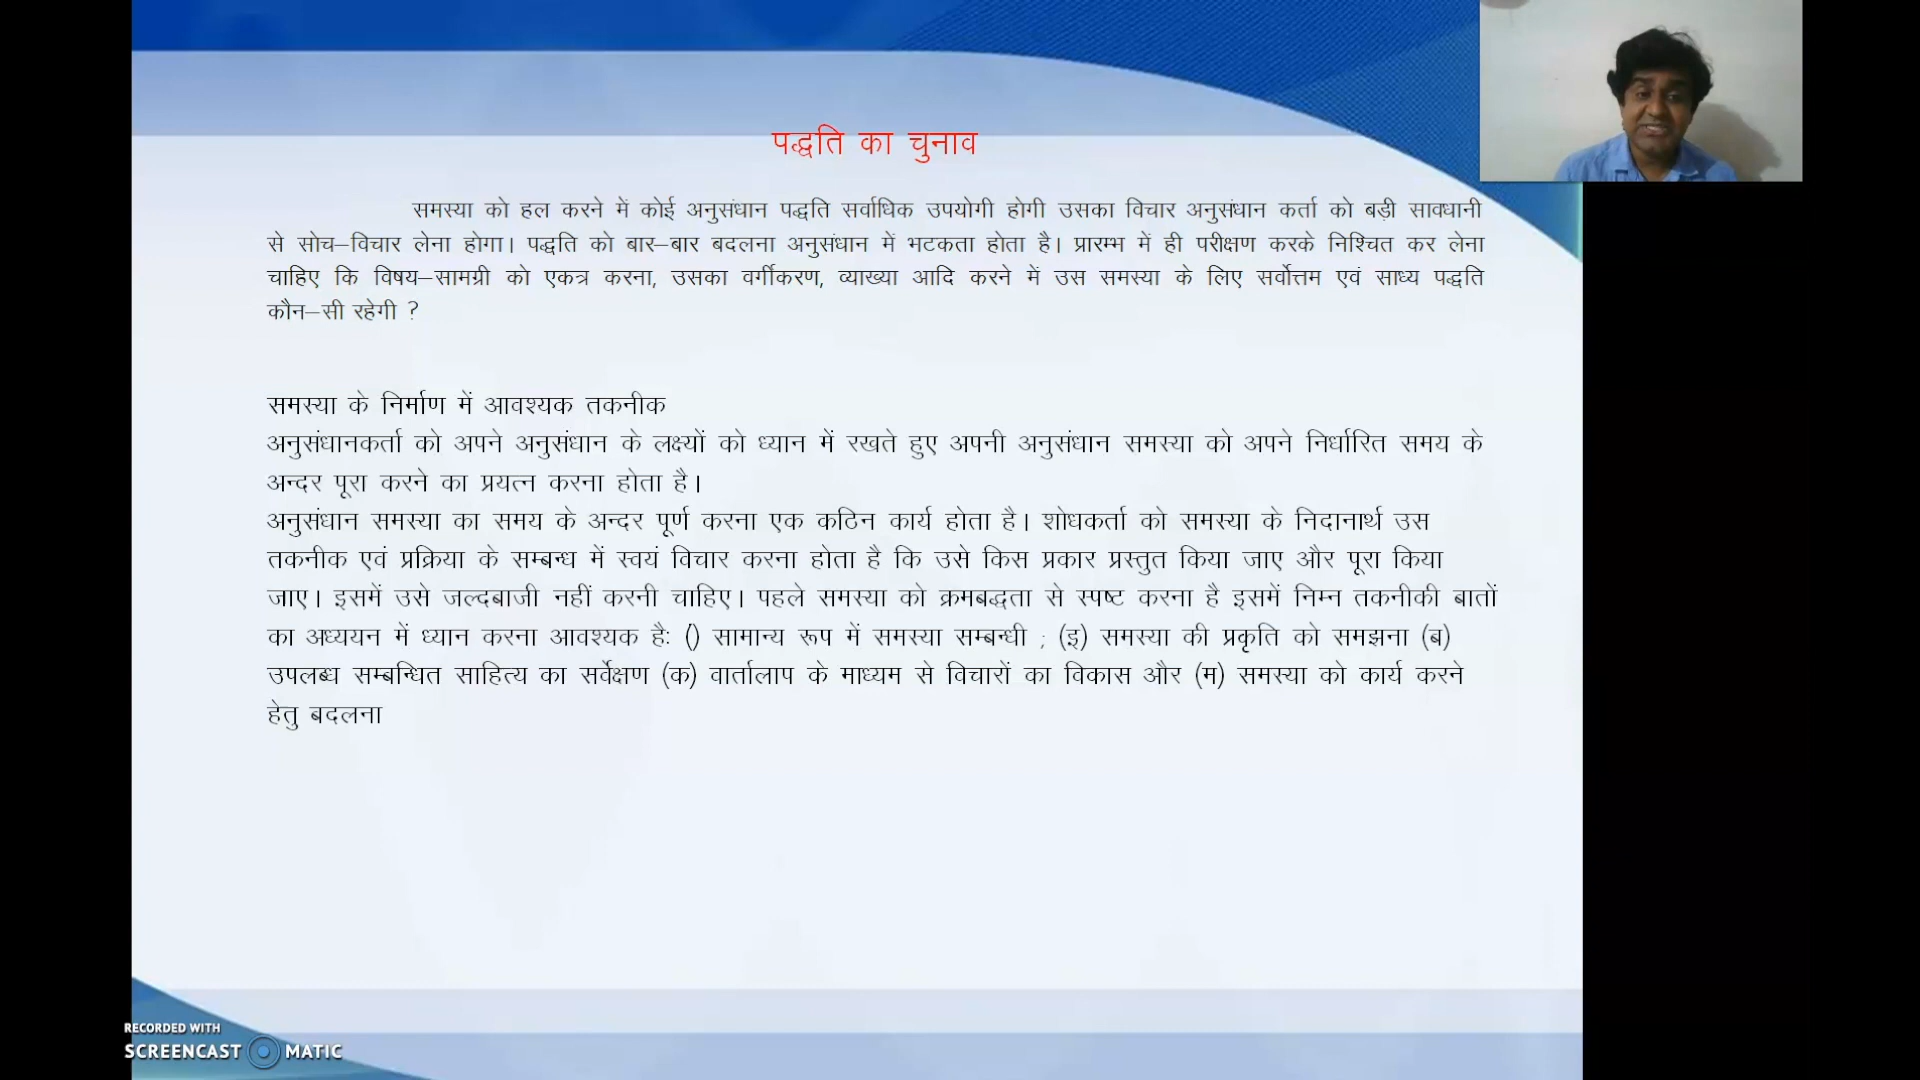 पद्धति का चुनाव
समस्या को हल करने में कोई अनुसंधान पद्धति सर्वाधिक उपयोगी होगी उसका विचार अनुसंधान कर्ता को बड़ी सावधानी
से सोच–विचार लेना होगा। पद्धति को बार–बार बदलना अनुसंधान में भटकता होता है। प्रारम्भ में ही परीक्षण करके निश्चित कर लेना
चाहिए कि विषय–सामग्री को एकत्र करना, उसका वर्गीकरण, व्याख्या आदि करने में उस समस्या के लिए सर्वोत्तम एवं साध्य पद्धति
कौन–सी रहेगी ?
समस्या के निर्माण में आवश्यक तकनीक
अनुसंधानकर्ता को अपने अनुसंधान के लक्ष्यों को ध्यान में रखते हुए अपनी अनुसंधान समस्या को अपने निर्धारित समय के
अन्दर पूरा करने का प्रयत्न करना होता है।
अनुसंधान समस्या का समय के अन्दर पूर्ण करना एक कठिन कार्य होता है। शोधकर्ता को समस्या के निदानार्थ उस
तकनीक एवं प्रक्रिया के सम्बन्ध में स्वयं विचार करना होता है कि उसे किस प्रकार प्रस्तुत किया जाए और पूरा किया
जाए। इसमें उसे जल्दबाजी नहीं करनी चाहिए। पहले समस्या को क्रमबद्धता से स्पष्ट करना है इसमें निम्न तकनीकी बातों
का अध्ययन में ध्यान करना आवश्यक है: () सामान्य रूप में समस्या सम्बन्धी ; (इ) समस्या की प्रकृति को समझना (ब)
उपलब्ध सम्बन्धित साहित्य का सर्वेक्षण (क) वार्तालाप के माध्यम से विचारों का विकास और (म) समस्या को कार्य करने
हेतु बदलना
RECORDED WITH
SCREENCAST MATIC